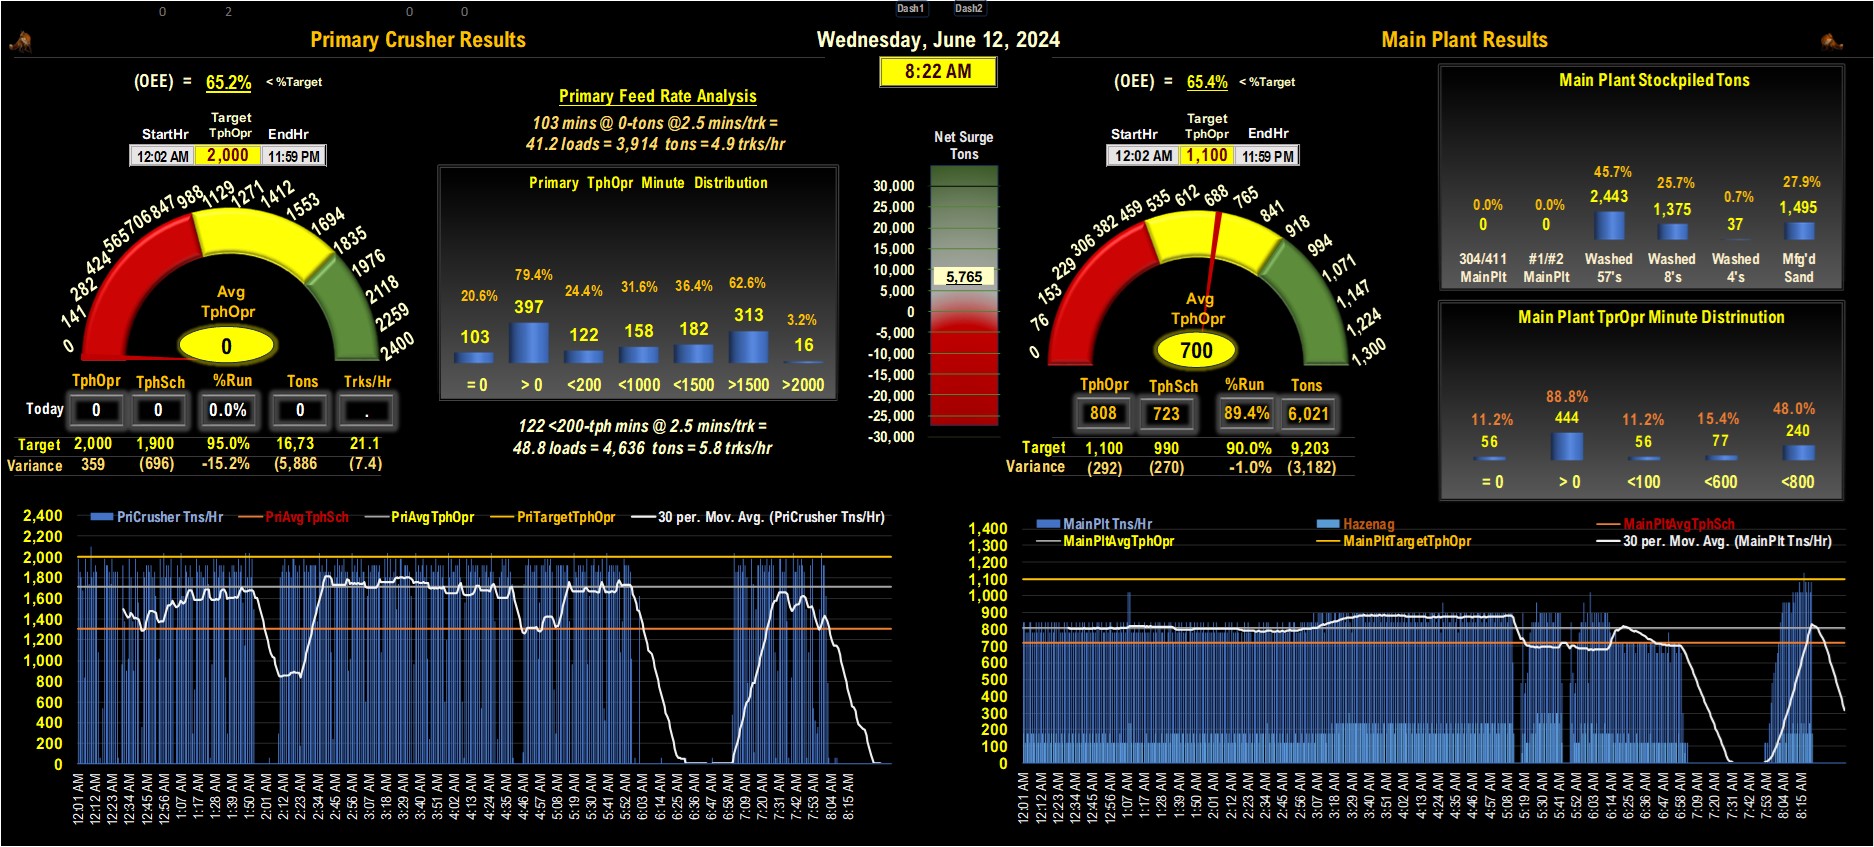 0 2 0 0 Dash1 Dash2
Primary Crusher Results
Wednesday, June 12, 2024
Main Plant Results
8:22 AM
(OEE) = 65.2% < %Target
Target
StartHr TphOpr EndHr
12:02 AM 2,000 11:59 PM
0 141 282 424 565 706 847 988 1129 1271 1412 1553 1694 1835 1976 2118 2259 2400
Avg
TphOpr
0
TphOpr TphSch %Run Tons Trks/Hr
Today 0 0 0.0% 0 .
Target 2,000 1,900 95.0% 16,73 21.1
Variance 359 (696) -15.2% (5,886 (7.4)
Primary Feed Rate Analysis
103 mins @ 0-tons @2.5 mins/trk =
41.2 loads = 3,914 tons = 4.9 trks/hr
Primary TphOpr Minute Distribution
20.6% 79.4% 24.4% 31.6% 36.4% 62.6% 3.2%
103 397 122 158 182 313 16
= 0 > 0 <200 <1000 <1500 >1500 >2000
122 <200-tph mins @ 2.5 mins/trk =
48.8 loads = 4,636 tons = 5.8 trks/hr
Net Surge
Tons
30,000
25,000
20,000
15,000
10,000
5,765
5,000
0
-5,000
-10,000
-15,000
-20,000
-25,000
-30,000
(OEE) = 65.4% < %Target
Target
StartHr TphOpr EndHr
12:02 AM 1,100 11:59 PM
0 76 153 229 306 382 459 535 612 688 765 841 918 994 1,071 1,147 1,224 1,300
Avg
TphOpr
700
TphOpr TphSch %Run Tons
808 723 89.4% 6,021
Target 1,100 990 90.0% 9,203
Variance (292) (270) -1.0% (3,182)
Main Plant Stockpiled Tons
0.0% 0.0% 45.7% 25.7% 0.7% 27.9%
0 0 2,443 1,375 37 1,495
304/411 #1/#2 Washed Washed Washed Mfg'd
MainPlt MainPlt 57's 8's 4's Sand
Main Plant TprOpr Minute Distrinution
11.2% 88.8% 11.2% 15.4% 48.0%
56 444 56 77 240
= 0 > 0 <100 <600 <800
PriCrusher Tns/Hr PriAvgTphSch PriAvgTphOpr PriTargetTphOpr 30 per. Mov. Avg. (PriCrusher Tns/Hr)
2,400
2,200
2,000
1,800
1,600
1,400
1,200
1,000
800
600
400
200
0
12:01 AM 12:12 AM 12:23 AM 12:34 AM 12:45 AM 12:56 AM 1:07 AM 1:17 AM 1:28 AM 1:39 AM 1:50 AM 2:01 AM 2:12 AM 2:23 AM 2:34 AM 2:45 AM 2:56 AM 3:07 AM 3:18 AM 3:29 AM 3:40 AM 3:51 AM 4:02 AM 4:13 AM 4:24 AM 4:35 AM 4:46 AM 4:57 AM 5:08 AM 5:19 AM 5:30 AM 5:41 AM 5:52 AM 6:03 AM 6:14 AM 6:25 AM 6:36 AM 6:47 AM 6:58 AM 7:09 AM 7:20 AM 7:31 AM 7:42 AM 7:53 AM 8:04 AM 8:15 AM
MainPlt Tns/Hr Hazenag MainPltAvgTphSch
MainPltAvgTphOpr MainPltTargetTphOpr 30 per. Mov. Avg. (MainPlt Tns/Hr)
1,400
1,300
1,200
1,100
1,000
900
800
700
600
500
400
300
200
100
0
12:01 AM 12:12 AM 12:23 AM 12:34 AM 12:45 AM 12:56 AM 1:07 AM 1:17 AM 1:28 AM 1:39 AM 1:50 AM 2:01 AM 2:12 AM 2:23 AM 2:34 AM 2:45 AM 2:56 AM 3:07 AM 3:18 AM 3:29 AM 3:40 AM 3:51 AM 4:02 AM 4:13 AM 4:24 AM 4:35 AM 4:46 AM 4:57 AM 5:08 AM 5:19 AM 5:30 AM 5:41 AM 5:52 AM 6:03 AM 6:14 AM 6:25 AM 6:36 AM 6:47 AM 6:58 AM 7:09 AM 7:20 AM 7:31 AM 7:42 AM 7:53 AM 8:04 AM 8:15 AM